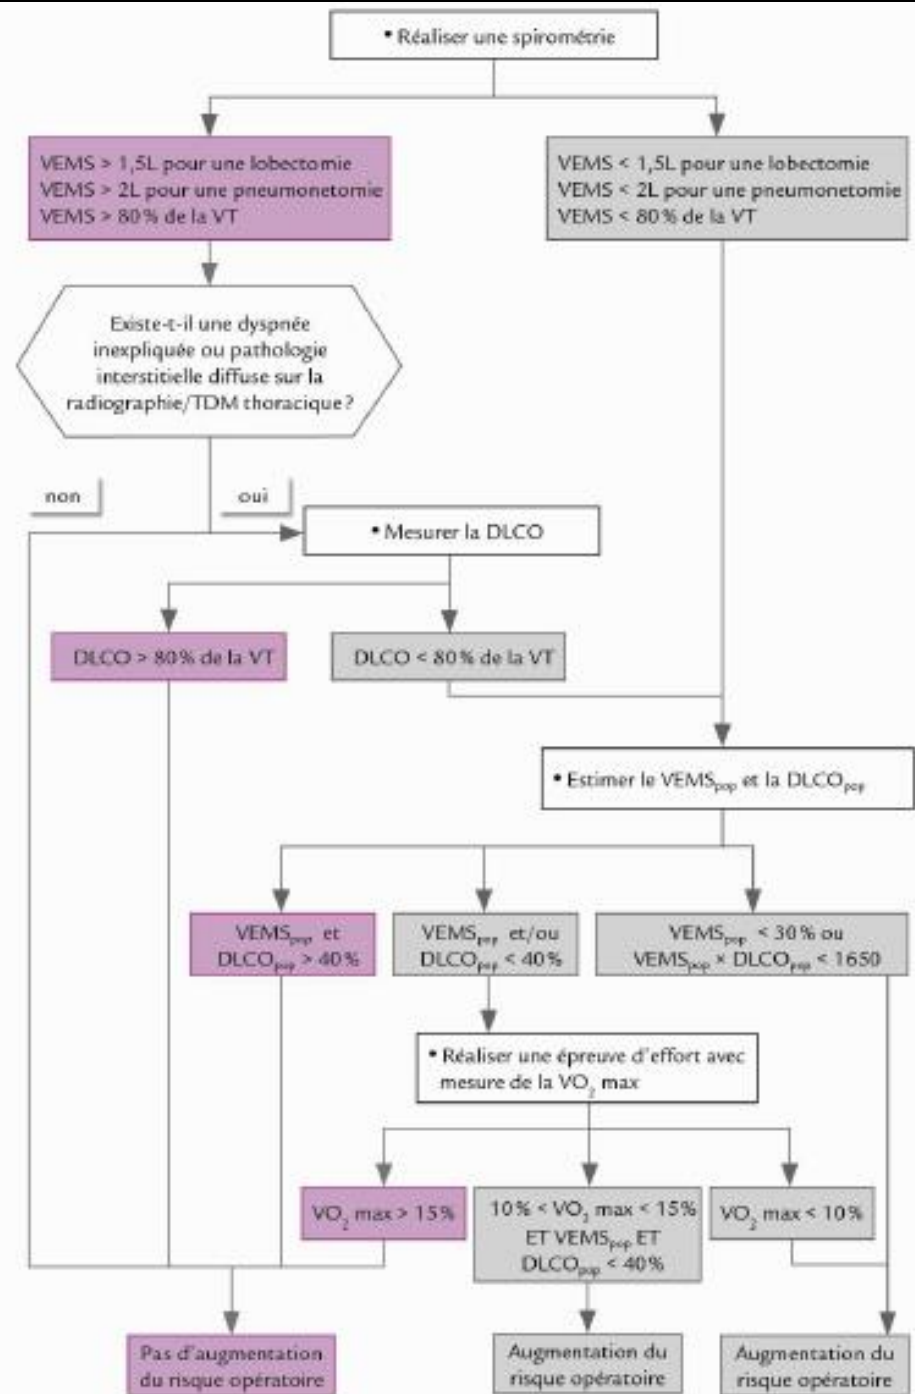 • Réaliser une spirométrie
VEMS > 1,5L pour une lobectomie
VEMS > 2L pour une pneumonetomie
VEMS > 80% de la VT
VEMS < 1,5L pour une lobectomie
VEMS < 2L pour une pneumonetomie
VEMS < 80% de la VT
Existe-t-il une dyspnée
inexpliquée ou pathologie
interstitielle diffuse sur la
radiographie/TDM thoracique?
non
oui
• Mesurer la DLCO
DLCO > 80% de la VT
DLCO < 80% de la VT
• Estimer le VEMSpop et la DLCOpop
VEMSpop et
DLCOpop > 40%
VEMSpop et/ou
DLCOpop < 40%
VEMSpop < 30% ou
VEMSpop × DLCOpop < 1650
• Réaliser une épreuve d'effort avec
mesure de la VO2 max
VO2 max > 15%
10% < VO2 max < 15%
ET VEMSpop ET
DLCOpop < 40%
VO2 max < 10%
Pas d'augmentation
du risque opératoire
Augmentation du
risque opératoire
Augmentation du
risque opératoire